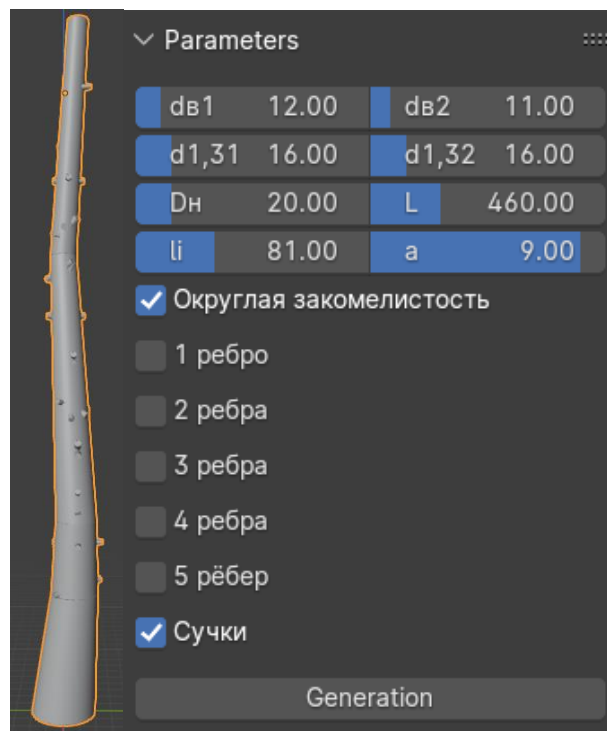 Parameters
dв1 12.00 dв2 11.00
d1,31 16.00 d1,32 16.00
Dн 20.00 L 460.00
li 81.00 a 9.00
Округлая закомелистость
1 ребро
2 ребра
3 ребра
4 ребра
5 рёбер
Сучки
Generation